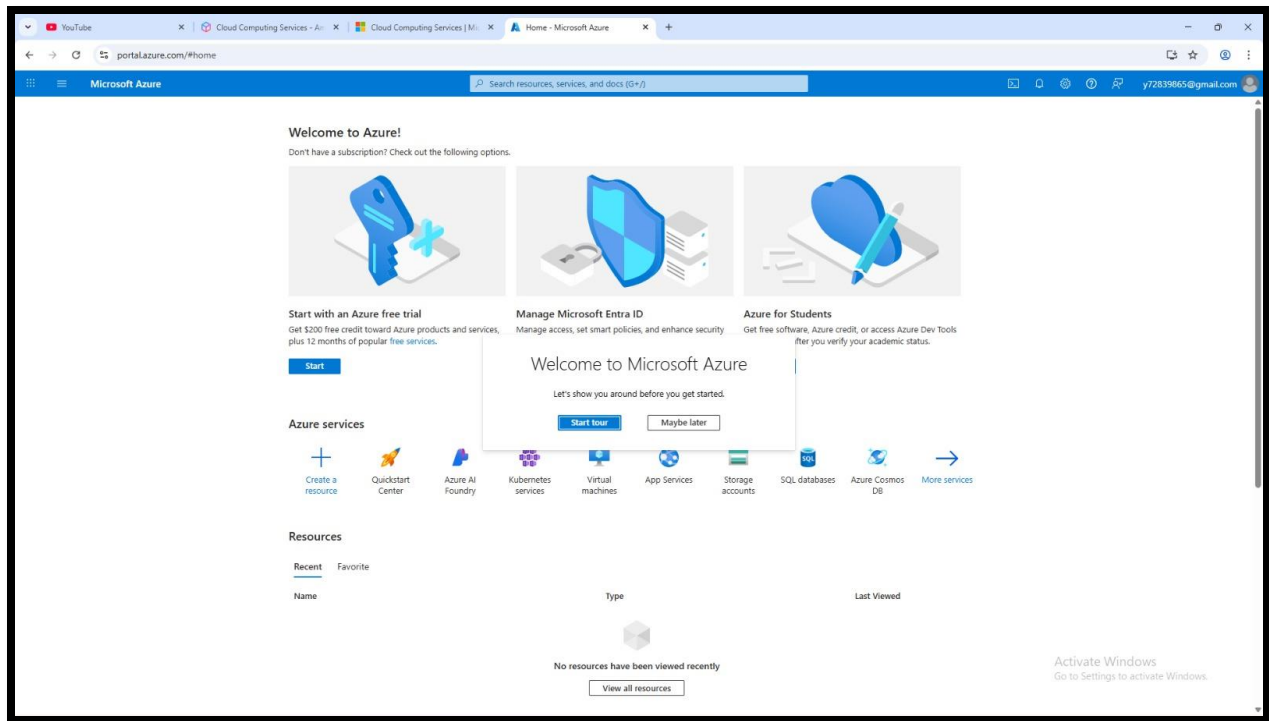 YouTube
Cloud Computing Services - Am
Cloud Computing Services | Mic
Home - Microsoft Azure
portal.azure.com/#home
Microsoft Azure
Search resources, services, and docs (G+/)
y72839865@gmail.com
Welcome to Azure!
Don't have a subscription? Check out the following options.
Start with an Azure free trial
Get $200 free credit toward Azure products and services,
plus 12 months of popular free services.
Start
Manage Microsoft Entra ID
Manage access, set smart policies, and enhance security
Azure for Students
Get free software, Azure credit, or access Azure Dev Tools
after you verify your academic status.
Welcome to Microsoft Azure
Let's show you around before you get started.
Start tour
Maybe later
Azure services
Create a
resource
Quickstart
Center
Azure AI
Foundry
Kubernetes
services
Virtual
machines
App Services
Storage
accounts
SQL
SQL databases
Azure Cosmos
DB
More services
Resources
Recent
Favorite
Name
Type
Last Viewed
No resources have been viewed recently
View all resources
Activate Windows
Go to Settings to activate Windows.